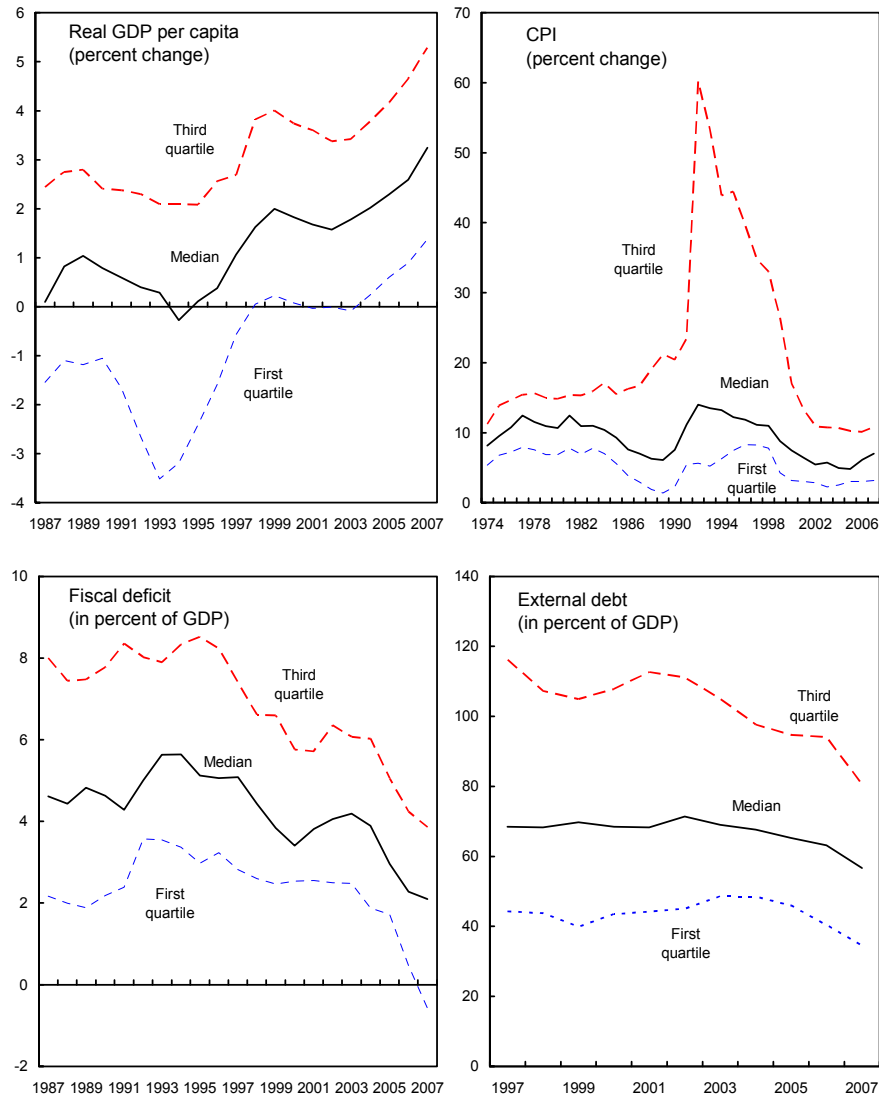 Real GDP per capita
(percent change)
6
5
4
3
2
1
0
-1
-2
-3
-4
Third
quartile
Median
First
quartile
1987 1989 1991 1993 1995 1997 1999 2001 2003 2005 2007
CPI
(percent change)
70
60
50
40
30
20
10
0
Third
quartile
Median
First
quartile
1974 1978 1982 1986 1990 1994 1998 2002 2006
Fiscal deficit
(in percent of GDP)
10
8
6
4
2
0
-2
Third
quartile
Median
First
quartile
1987 1989 1991 1993 1995 1997 1999 2001 2003 2005 2007
External debt
(in percent of GDP)
140
120
100
80
60
40
20
0
Third
quartile
Median
First
quartile
1997 1999 2001 2003 2005 2007